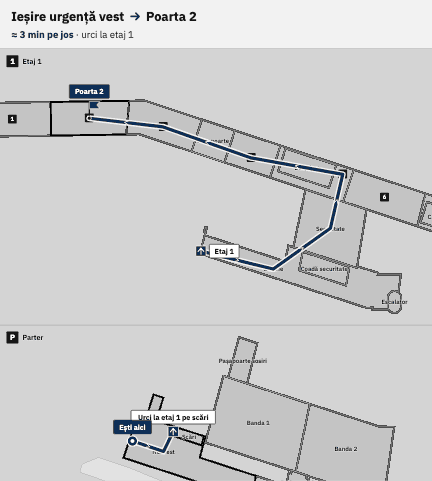 Ieșire urgență vest → Poarta 2
≈ 3 min pe jos · urci la etaj 1
1 Etaj 1
Poarta 2
1
6
Etaj 1
Coadă securitate
Escalator
P Parter
Banda 1
Urci la etaj 1 pe scări
Ești aici
Scări
Banda 2